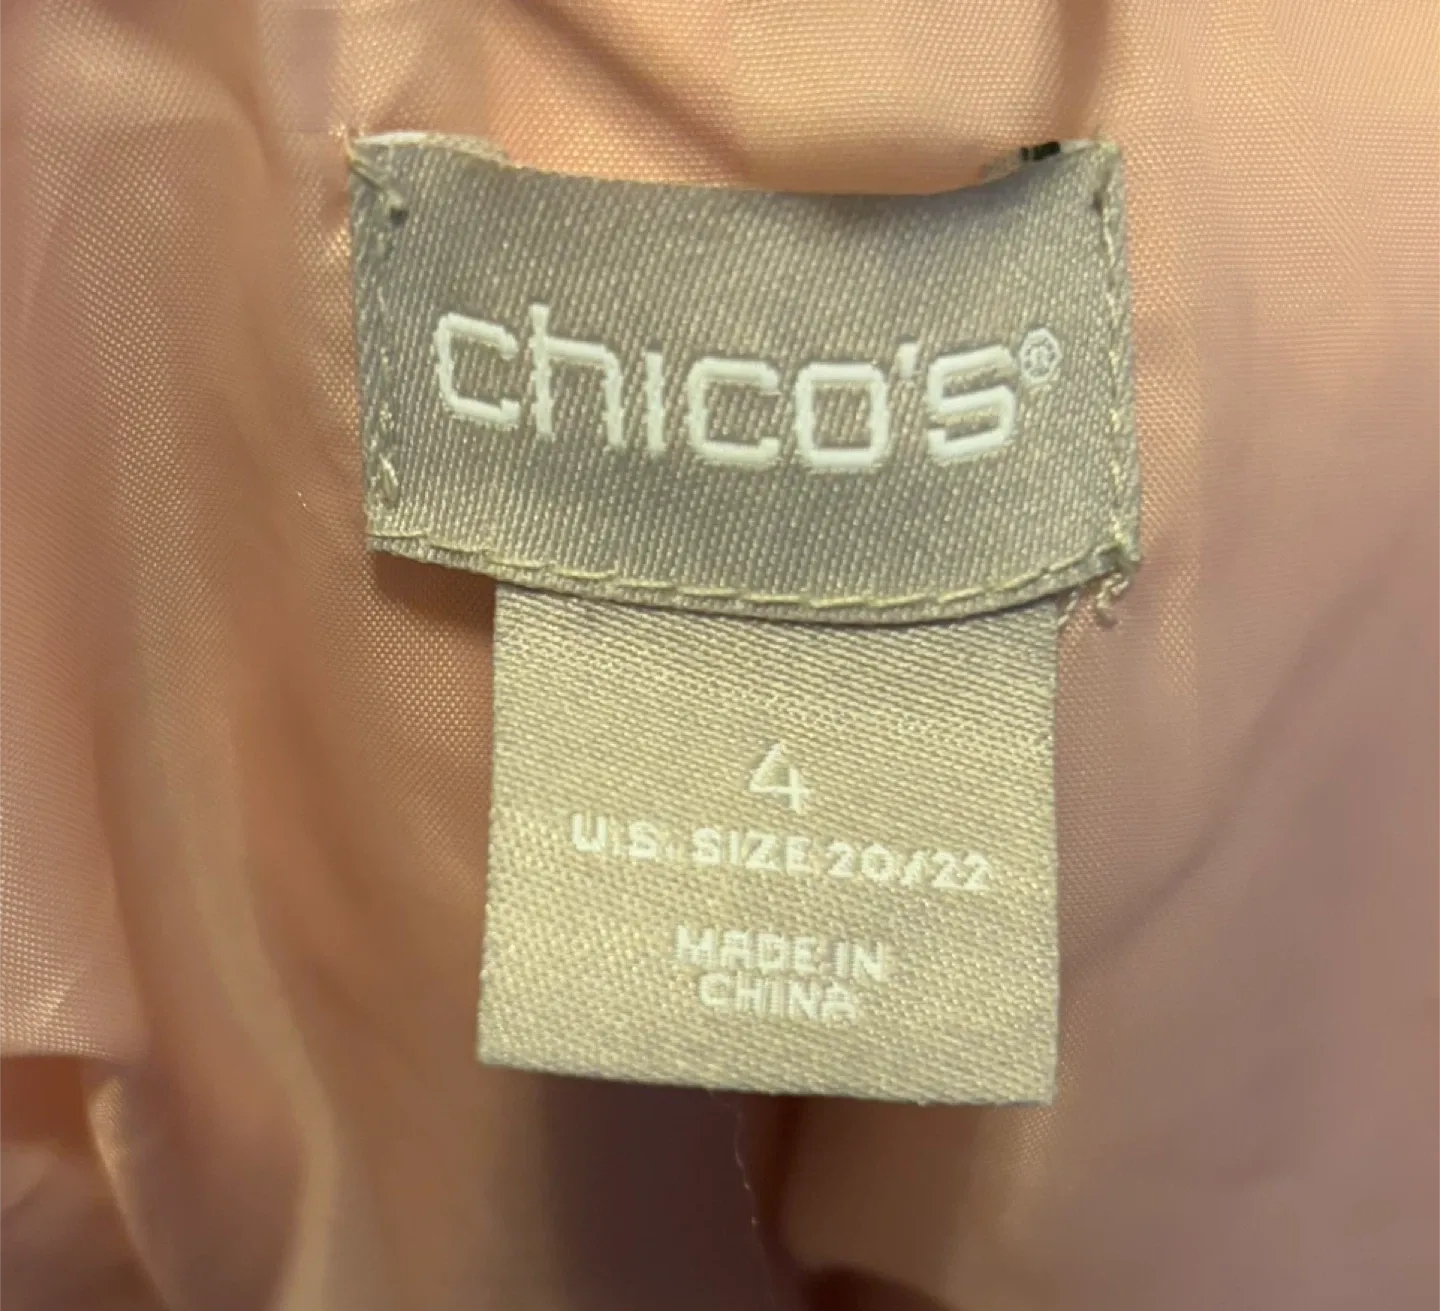 chico's®
4
U.S. SIZE 20/22
MADE IN
CHINA